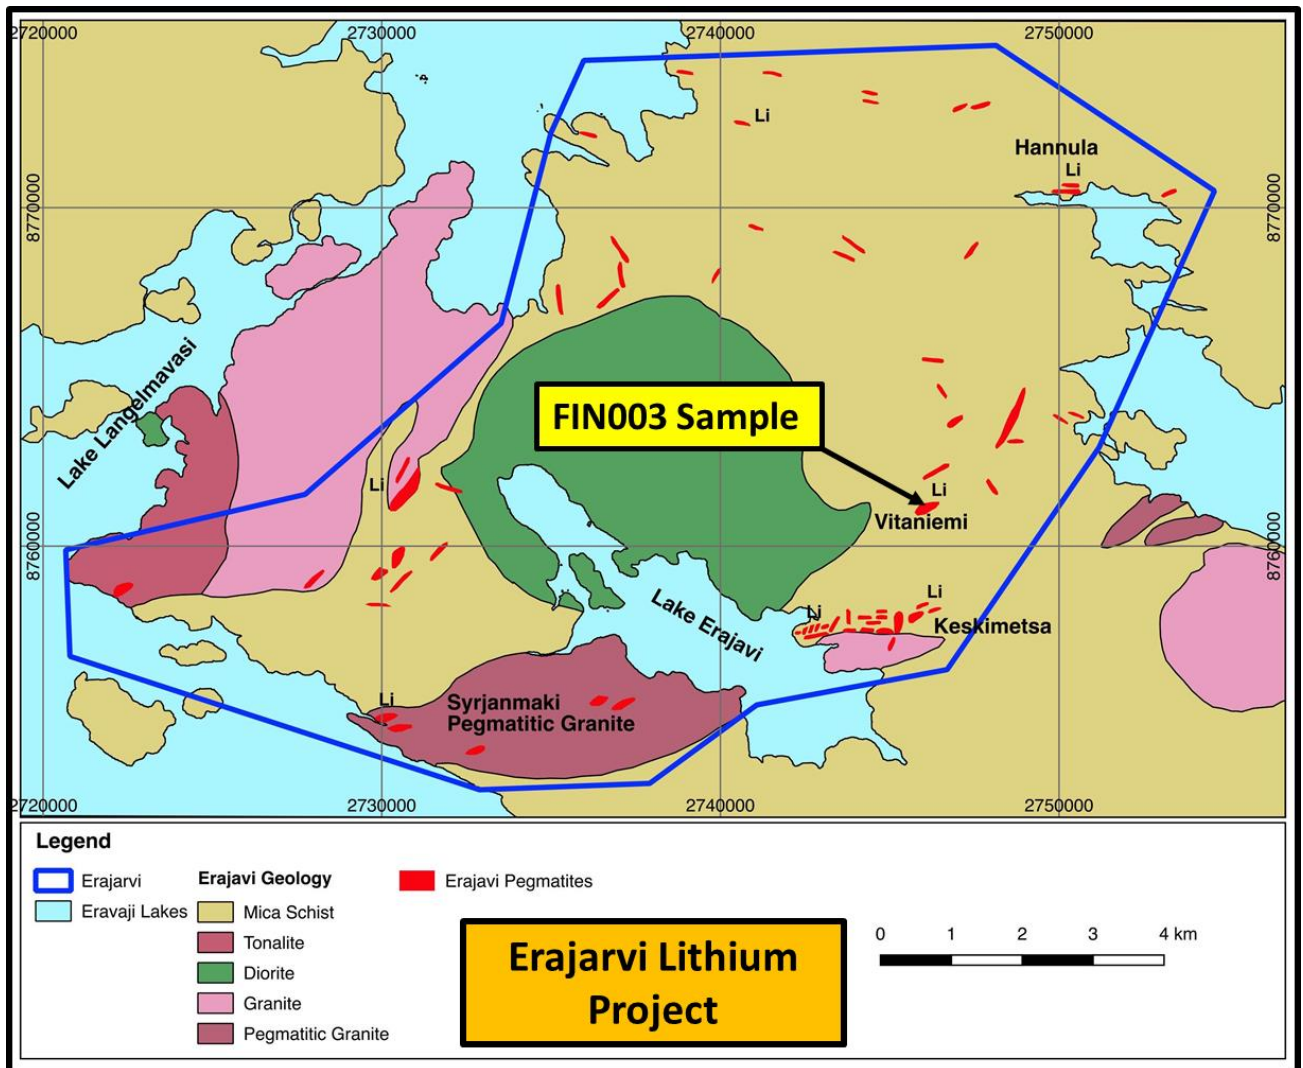 2720000
2730000
2740000
2750000
Li
Hannula
Li
8770000
8770000
Lake Langelmavasi
FIN003 Sample
Li
Li
Vitaniemi
8760000
8760000
Lake Erajavi
Li
Li
Keskimetsa
Li
Syrjanmaki
Pegmatitic Granite
2720000
2730000
2740000
2750000
Legend
Erajarvi
Eravaji Lakes
Erajavi Geology
Mica Schist
Tonalite
Diorite
Granite
Pegmatitic Granite
Erajavi Pegmatites
Erajarvi Lithium
Project
0 1 2 3 4 km